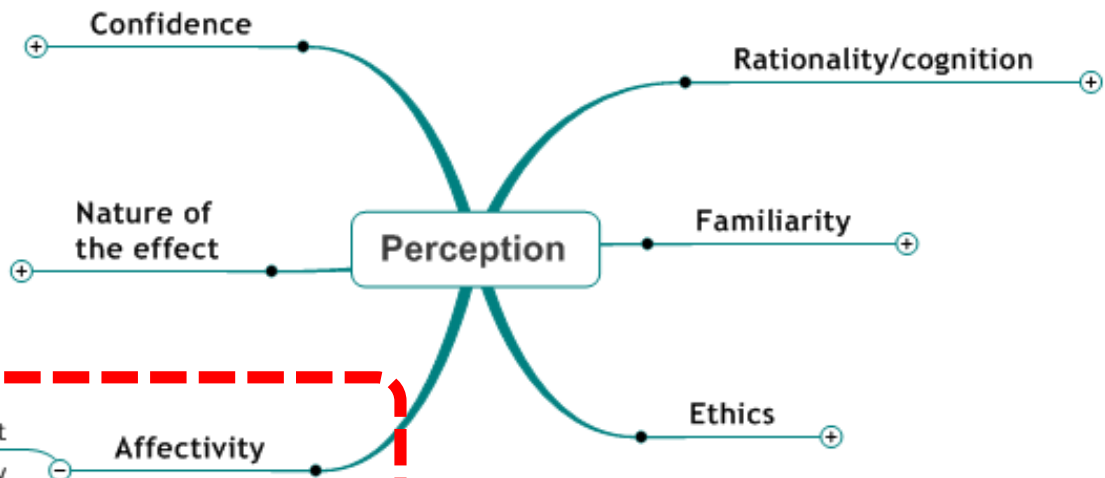 Confidence
Rationality/cognition
Nature of
the effect
Perception
Familiarity
Affectivity
Ethics